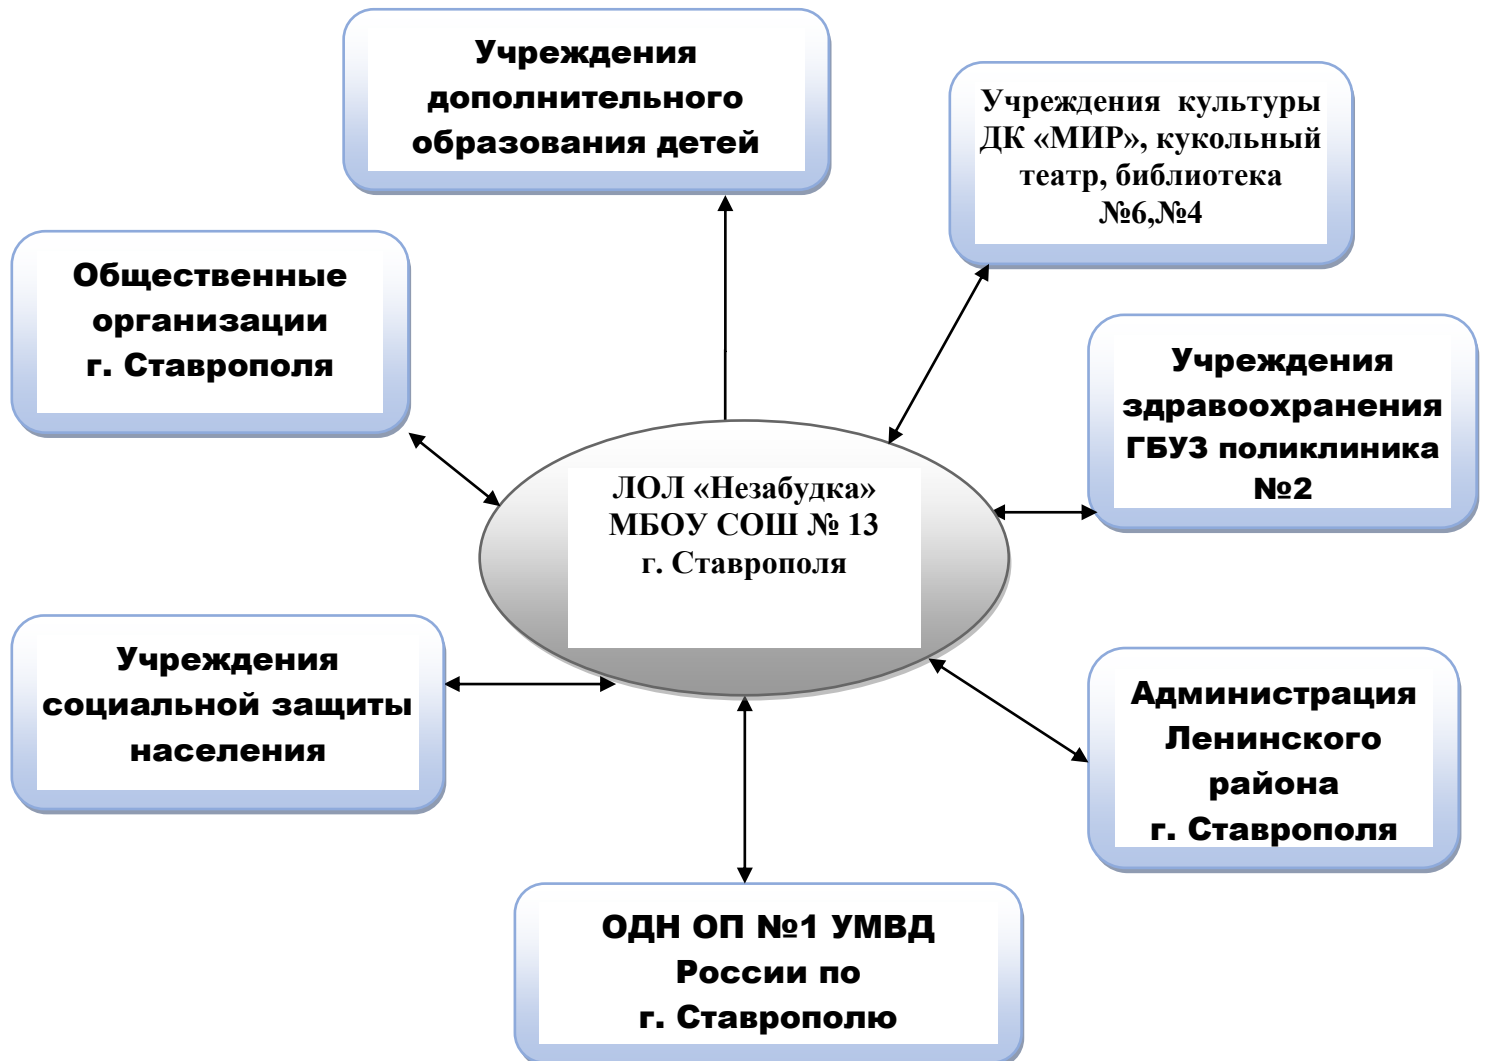 Учреждения
дополнительного
образования детей
Учреждения культуры
ДК «МИР», кукольный
театр, библиотека
№6,№4
Общественные
организации
г. Ставрополя
Учреждения
здравоохранения
ГБУЗ поликлиника
№2
ЛОЛ «Незабудка»
МБОУ СОШ № 13
г. Ставрополя
Учреждения
социальной защиты
населения
Администрация
Ленинского
района
г. Ставрополя
ОДН ОП №1 УМВД
России по
г. Ставрополю